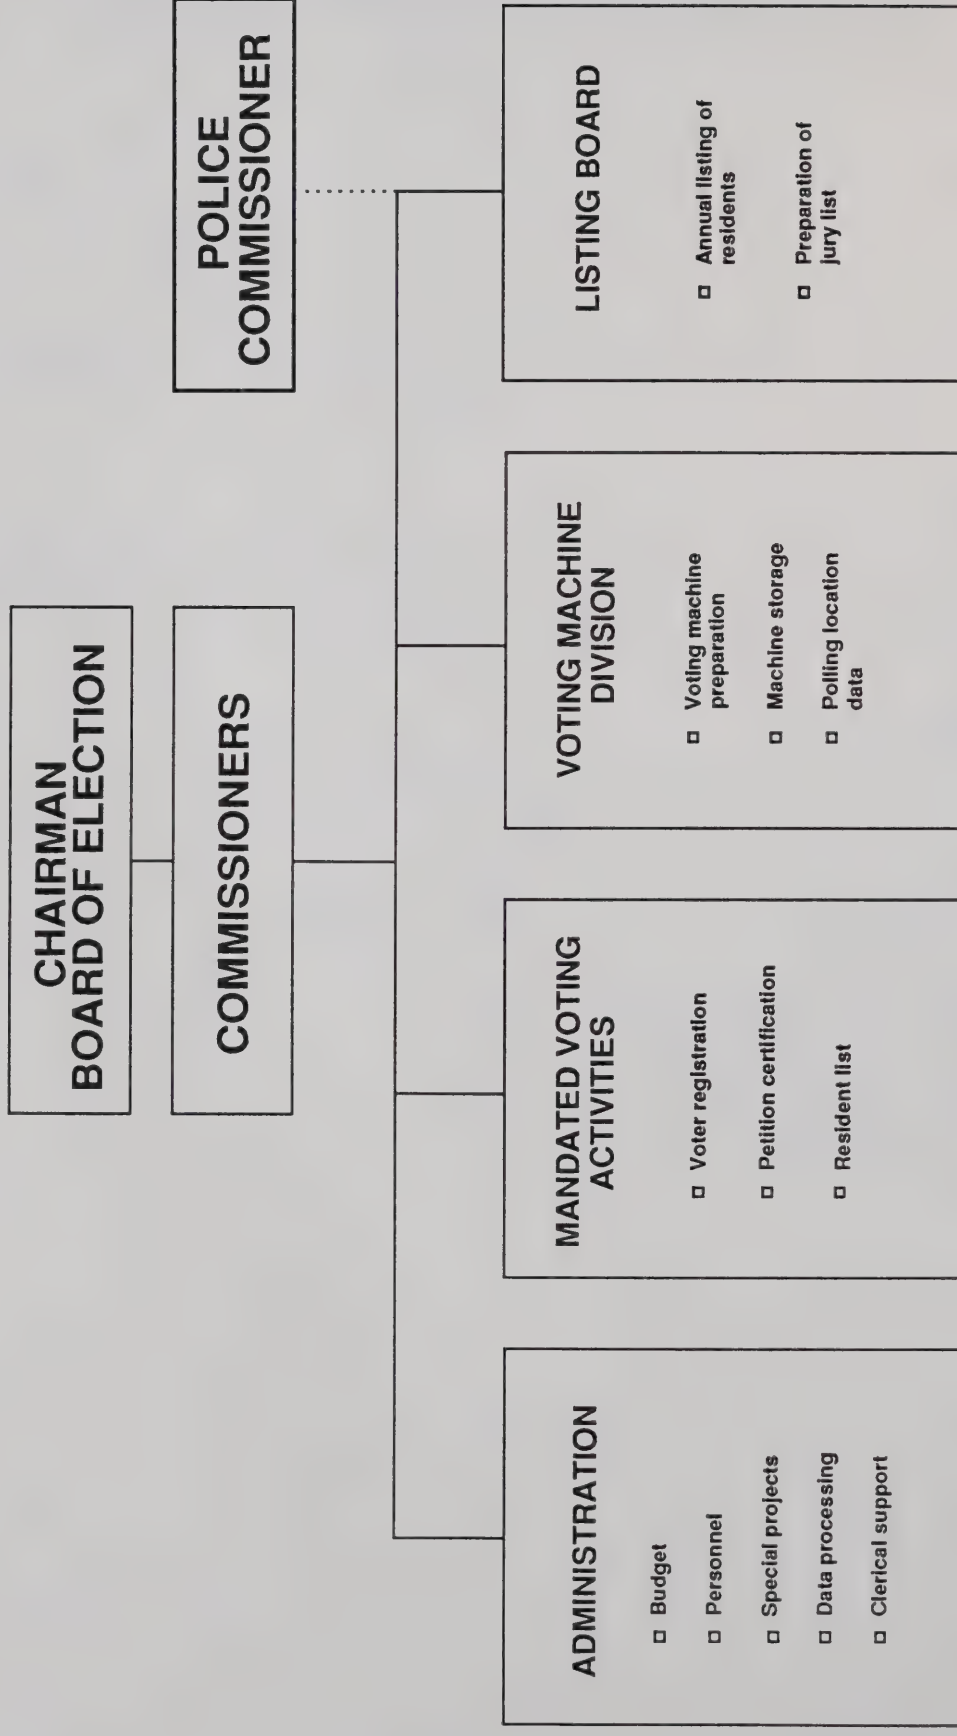 CHAIRMAN
BOARD OF ELECTION
COMMISSIONERS
POLICE
COMMISSIONER
ADMINISTRATION
Budget
Personnel
Special projects
Data processing
Clerical support
MANDATED VOTING
ACTIVITIES
Voter registration
Petition certification
Resident list
VOTING MACHINE
DIVISION
Voting machine
preparation
Machine storage
Polling location
data
LISTING BOARD
Annual listing of
residents
Preparation of
jury list